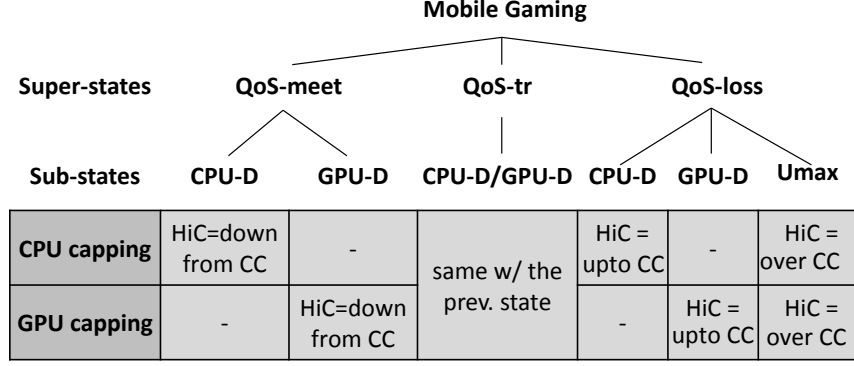 Mobile Gaming
Super-states QoS-meet QoS-tr QoS-loss
Sub-states CPU-D GPU-D CPU-D/GPU-D CPU-D GPU-D Umax
CPU capping
HiC=down
from CC
-
same w/ the
prev. state
HiC =
upto CC
-
HiC =
over CC
GPU capping
-
HiC=down
from CC
-
HiC =
upto CC
HiC =
over CC